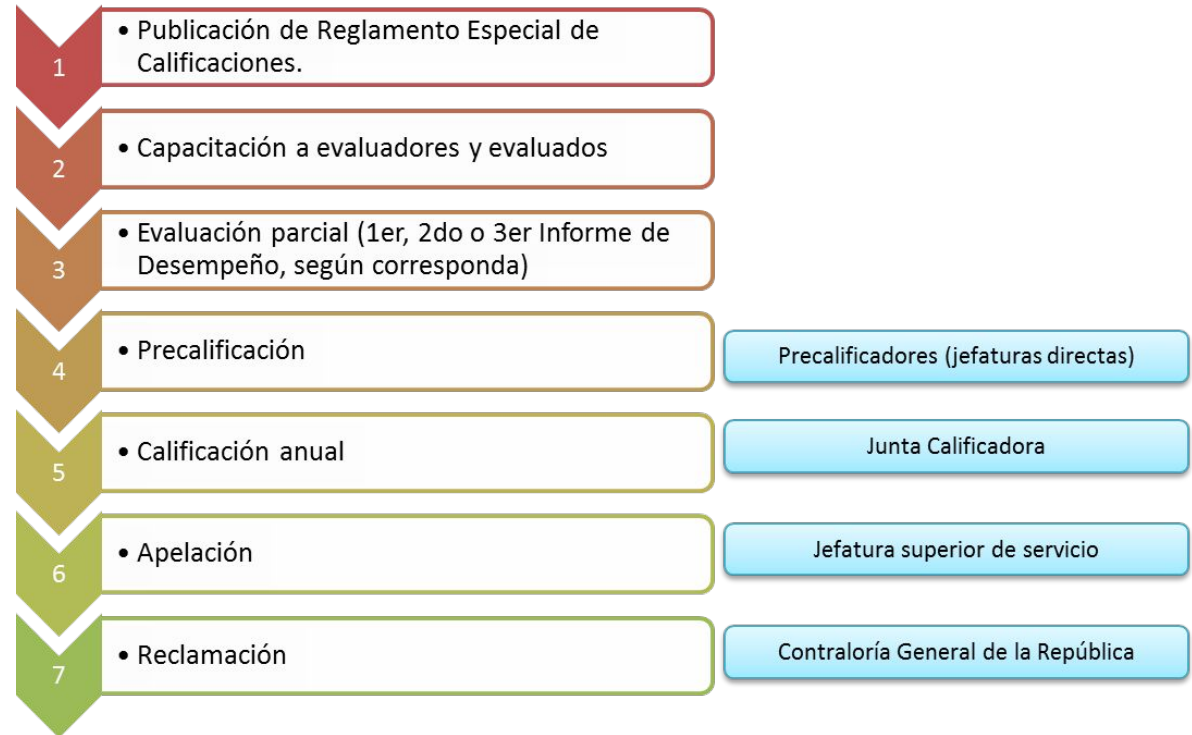 1
• Publicación de Reglamento Especial de
Calificaciones.
2
• Capacitación a evaluadores y evaluados
3
• Evaluación parcial (1er, 2do o 3er Informe de
Desempeño, según corresponda)
4
• Precalificación
Precalificadores (jefaturas directas)
5
• Calificación anual
Junta Calificadora
6
• Apelación
Jefatura superior de servicio
7
• Reclamación
Contraloría General de la República